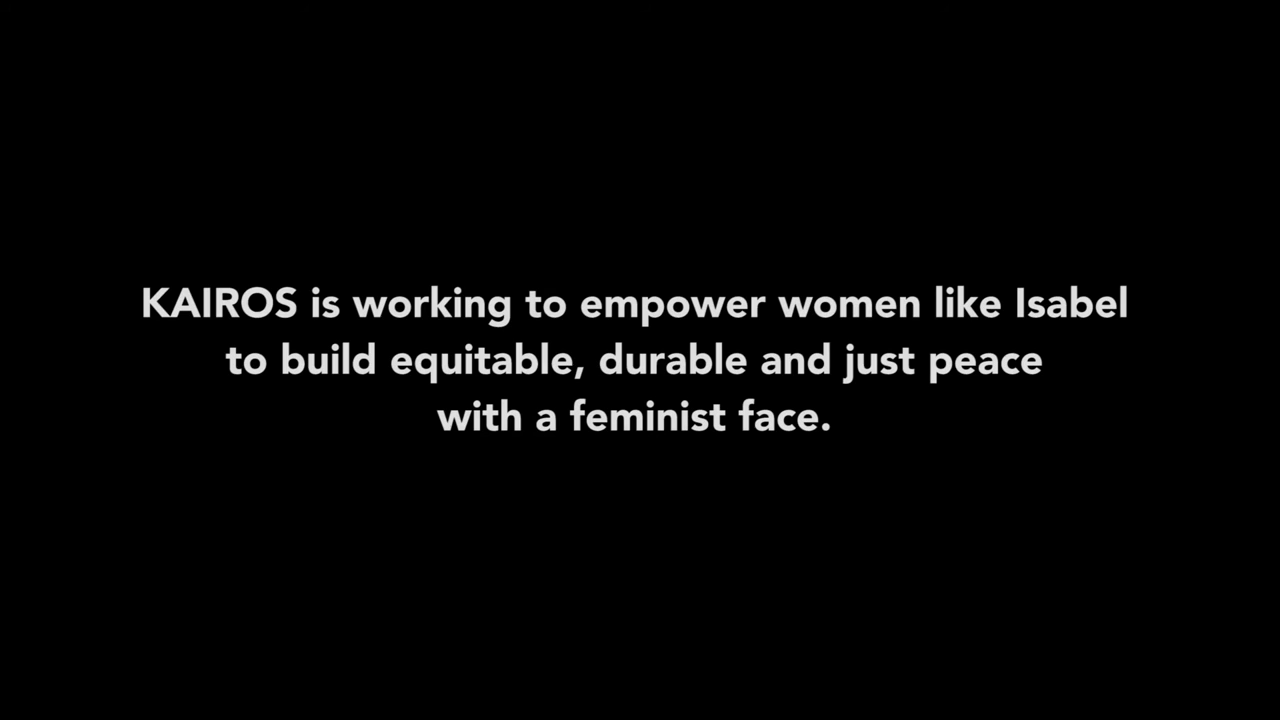 KAIROS is working to empower women like Isabel
to build equitable, durable and just peace
with a feminist face.